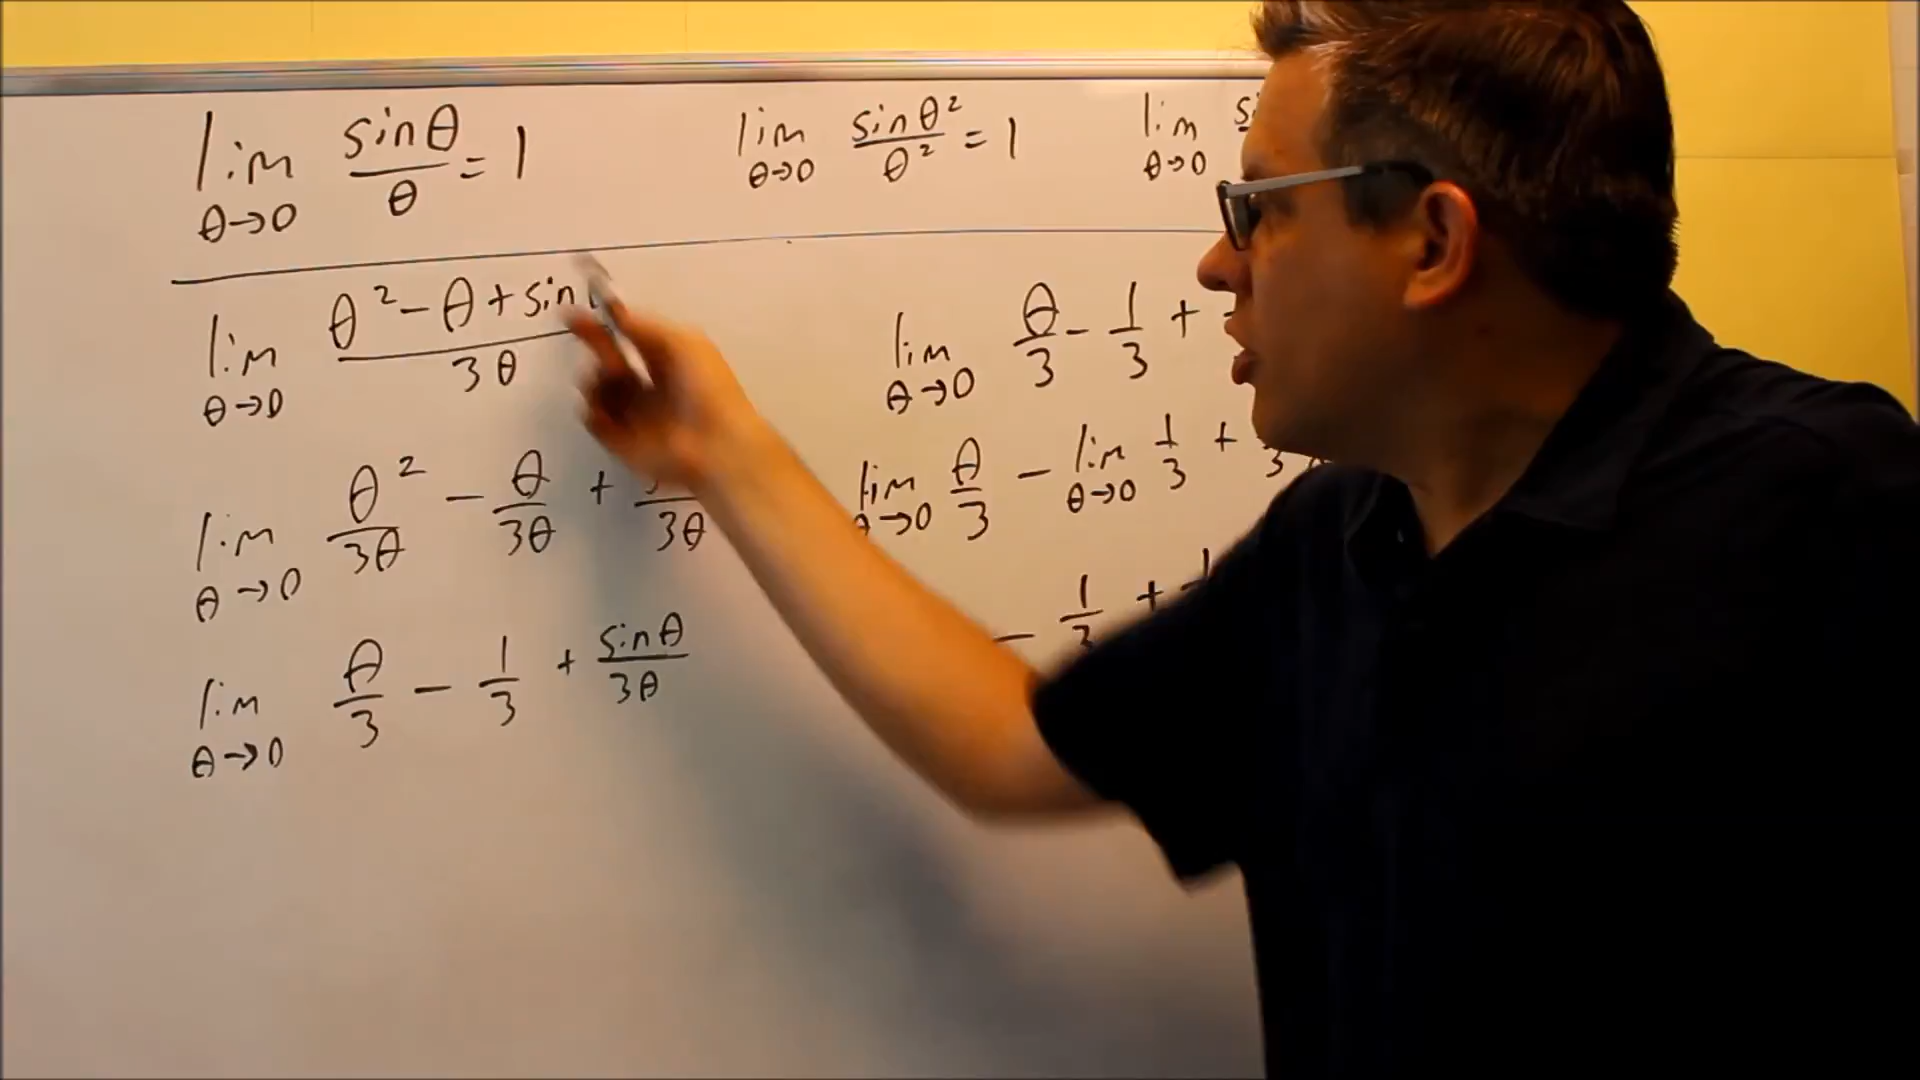 lim θ→0 sinθ/θ = 1
lim θ→0 sinθ²/θ² = 1
lim θ→0
lim θ→0 θ² - θ + sin /3θ
lim θ→0 θ²/3θ - θ/3θ + /3θ
lim θ→0 θ/3 - 1/3 + sinθ/3θ
lim θ→0 θ/3 - 1/3 +
lim θ→0 θ/3 - lim θ→0 1/3 + 
- 1/3 +